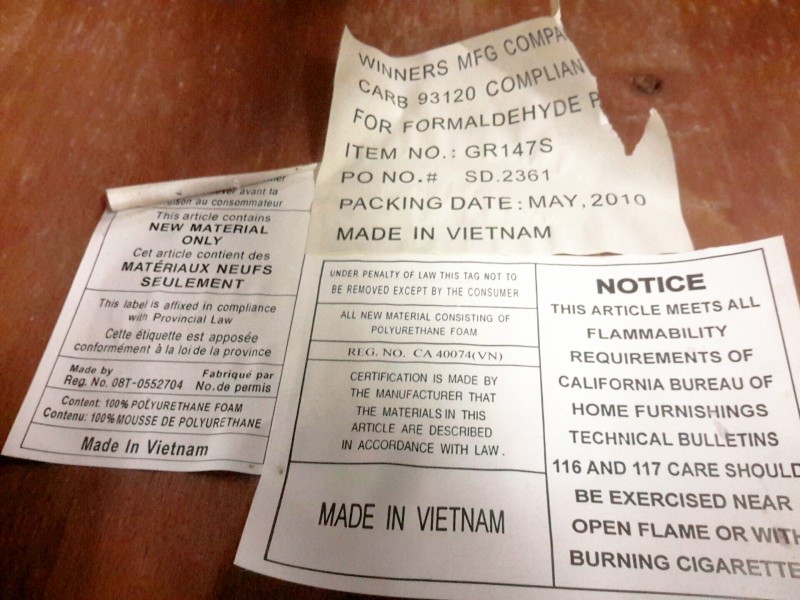 WINNERS MFG
CARB 93120
FOR FORMALDEHYDE
ITEM NO.: GR147S
PO NO.# SD.2361
PACKING DATE: MAY, 2010
MADE IN VIETNAM
avant la
au consommateur
This article contains
NEW MATERIAL
ONLY
Cet article contient des
MATÉRIAUX NEUFS
SEULEMENT
This label is affixed in compliance
with Provincial Law
Cette étiquette est apposée
conformément à la loi de la province
Made by Fabriqué par
Reg. No. 08T-0552704 No. de permis
Content: 100% POLYURETHANE FOAM
Contenu: 100% MOUSSE DE POLYURÉTHANE
Made In Vietnam
UNDER PENALTY OF LAW THIS TAG NOT TO
BE REMOVED EXCEPT BY THE CONSUMER
ALL NEW MATERIAL CONSISTING OF
POLYURETHANE FOAM
REG. NO. CA 40074(VN)
CERTIFICATION IS MADE BY
THE MANUFACTURER THAT
THE MATERIALS IN THIS
ARTICLE ARE DESCRIBED
IN ACCORDANCE WITH LAW.
MADE IN VIETNAM
NOTICE
THIS ARTICLE MEETS ALL
FLAMMABILITY
REQUIREMENTS OF
CALIFORNIA BUREAU OF
HOME FURNISHINGS
TECHNICAL BULLETINS
116 AND 117 CARE SHOULD
BE EXERCISED NEAR
OPEN FLAME OR WITH
BURNING CIGARETTE